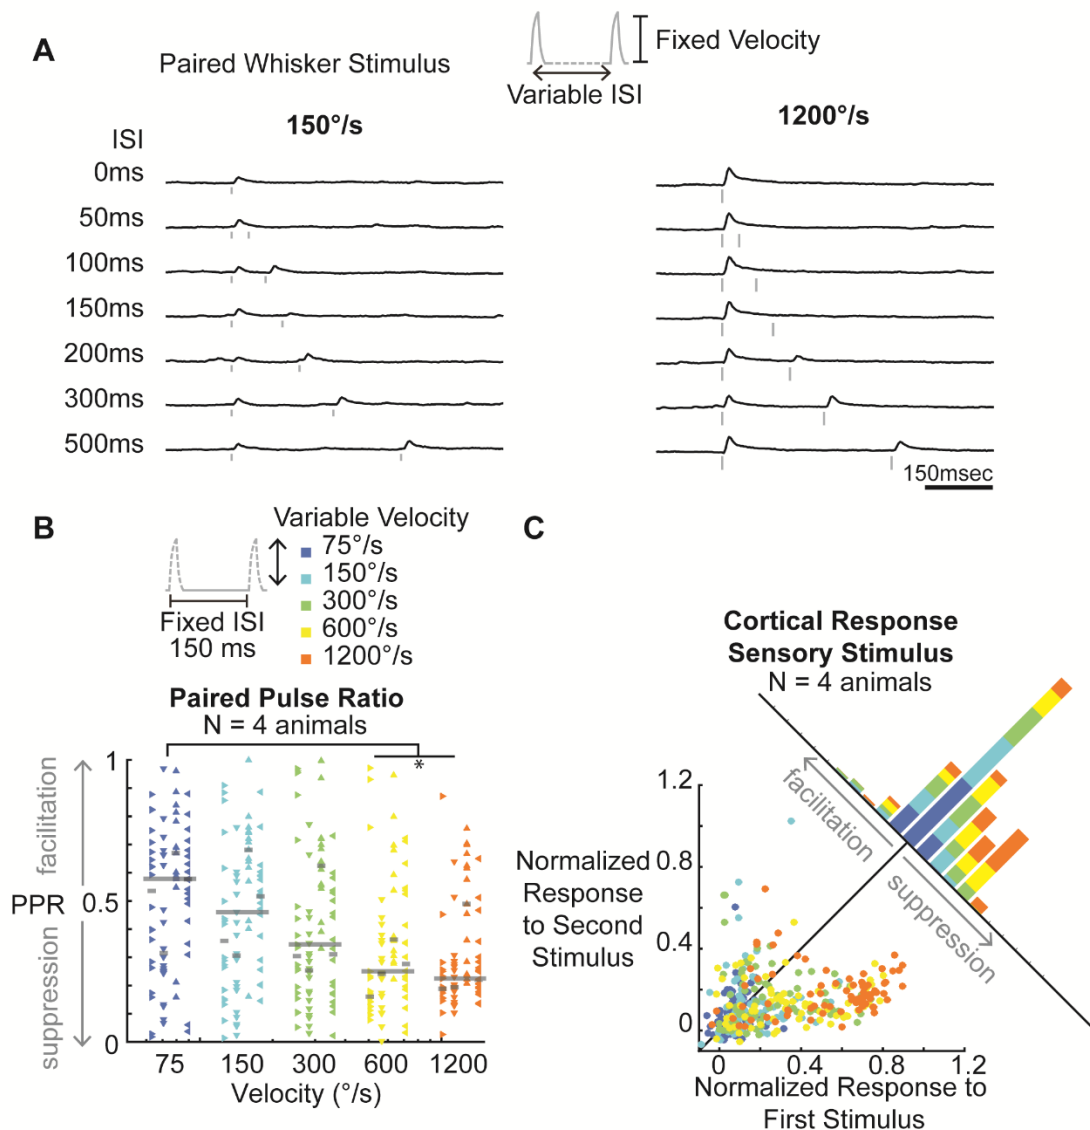 A
Paired Whisker Stimulus
Fixed Velocity
Variable ISI
150°/s
1200°/s
ISI
0ms
50ms
100ms
150ms
200ms
300ms
500ms
150msec
B
Variable Velocity
75°/s
150°/s
300°/s
600°/s
1200°/s
Fixed ISI
150 ms
Paired Pulse Ratio
N = 4 animals
*
1
0.5
0
facilitation
PPR
suppression
75
150
300
600
1200
Velocity (°/s)
C
Cortical Response
Sensory Stimulus
N = 4 animals
facilitation
suppression
1.2
0.8
0.4
0
Normalized
Response
to Second
Stimulus
0
0.4
0.8
1.2
Normalized Response to
First Stimulus